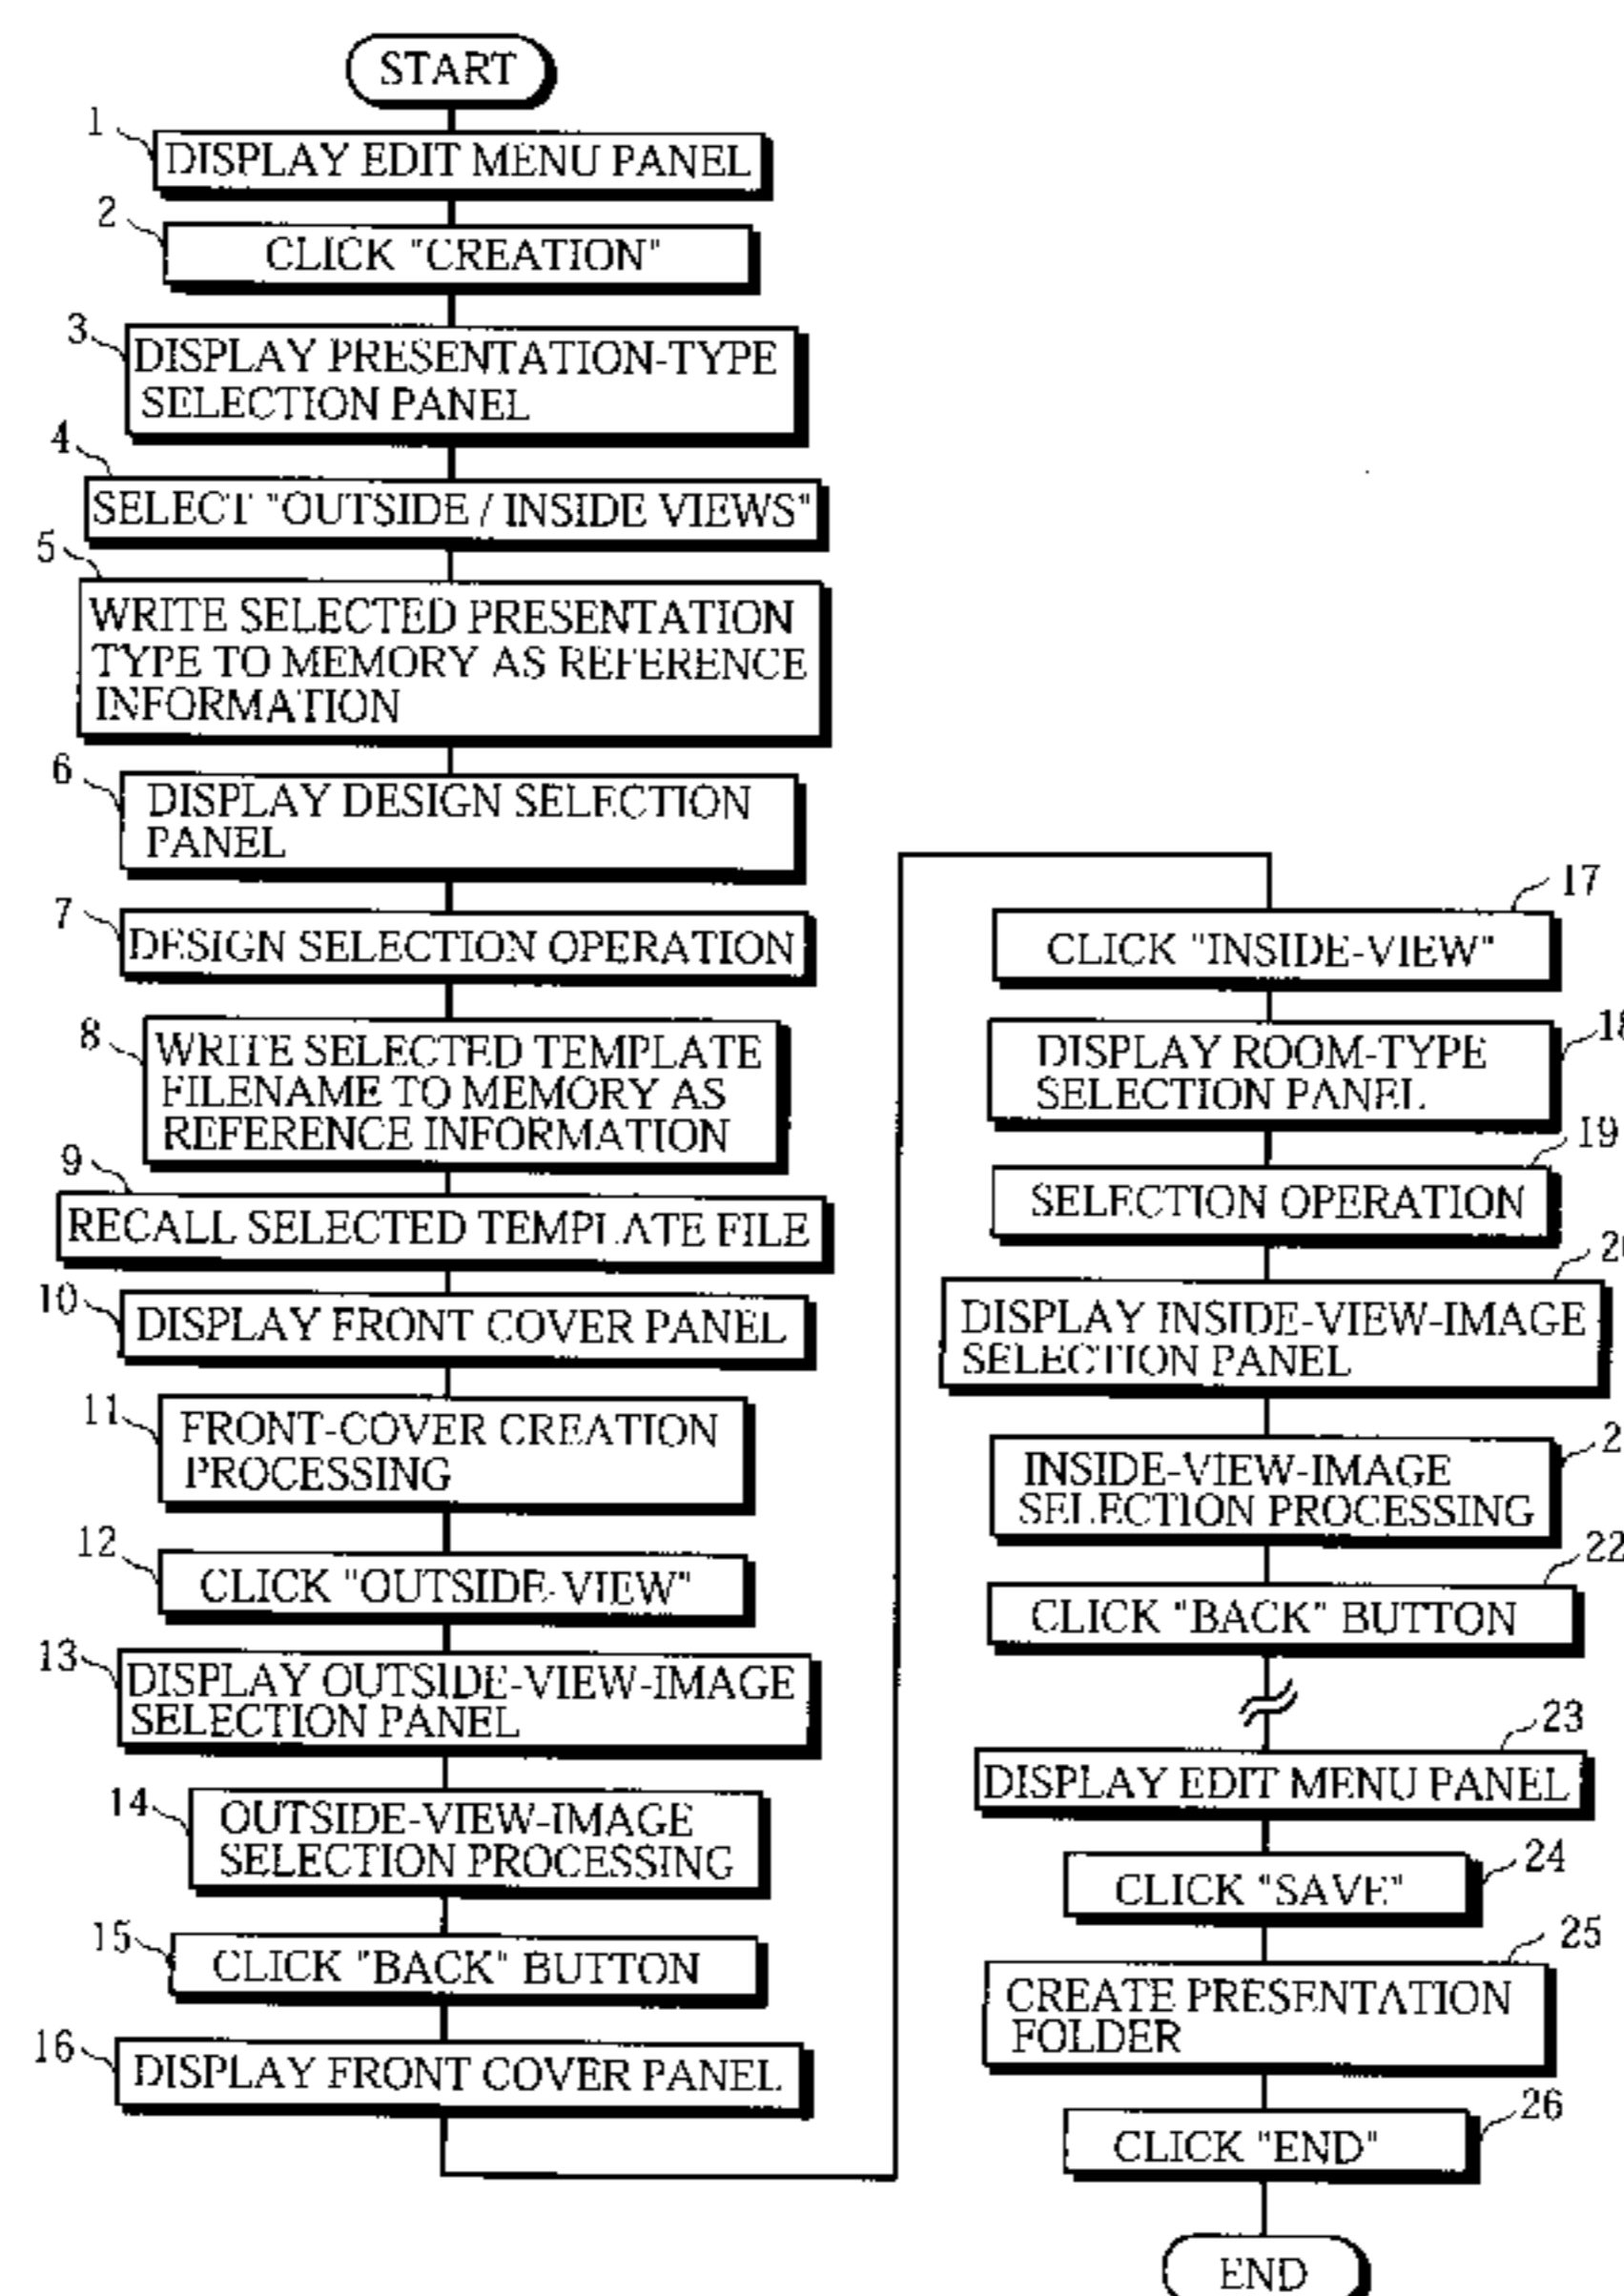 START
1
DISPLAY EDIT MENU PANEL
2
CLICK "CREATION"
3
DISPLAY PRESENTATION-TYPE
SELECTION PANEL
4
SELECT "OUTSIDE / INSIDE VIEWS"
5
WRITE SELECTED PRESENTATION
TYPE TO MEMORY AS REFERENCE
INFORMATION
6
DISPLAY DESIGN SELECTION
PANEL
7
DESIGN SELECTION OPERATION
8
WRITE SELECTED TEMPLATE
FILENAME TO MEMORY AS
REFERENCE INFORMATION
9
RECALL SELECTED TEMPLATE FILE
10
DISPLAY FRONT COVER PANEL
11
FRONT-COVER CREATION
PROCESSING
12
CLICK "OUTSIDE-VIEW"
13
DISPLAY OUTSIDE-VIEW-IMAGE
SELECTION PANEL
14
OUTSIDE-VIEW-IMAGE
SELECTION PROCESSING
15
CLICK "BACK" BUTTON
16
DISPLAY FRONT COVER PANEL
17
CLICK "INSIDE-VIEW"
18
DISPLAY ROOM-TYPE
SELECTION PANEL
19
SELECTION OPERATION
20
DISPLAY INSIDE-VIEW-IMAGE
SELECTION PANEL
2
INSIDE-VIEW-IMAGE
SELECTION PROCESSING
22
CLICK "BACK" BUTTON
23
DISPLAY EDIT MENU PANEL
24
CLICK "SAVE"
25
CREATE PRESENTATION
FOLDER
26
CLICK "END"
END